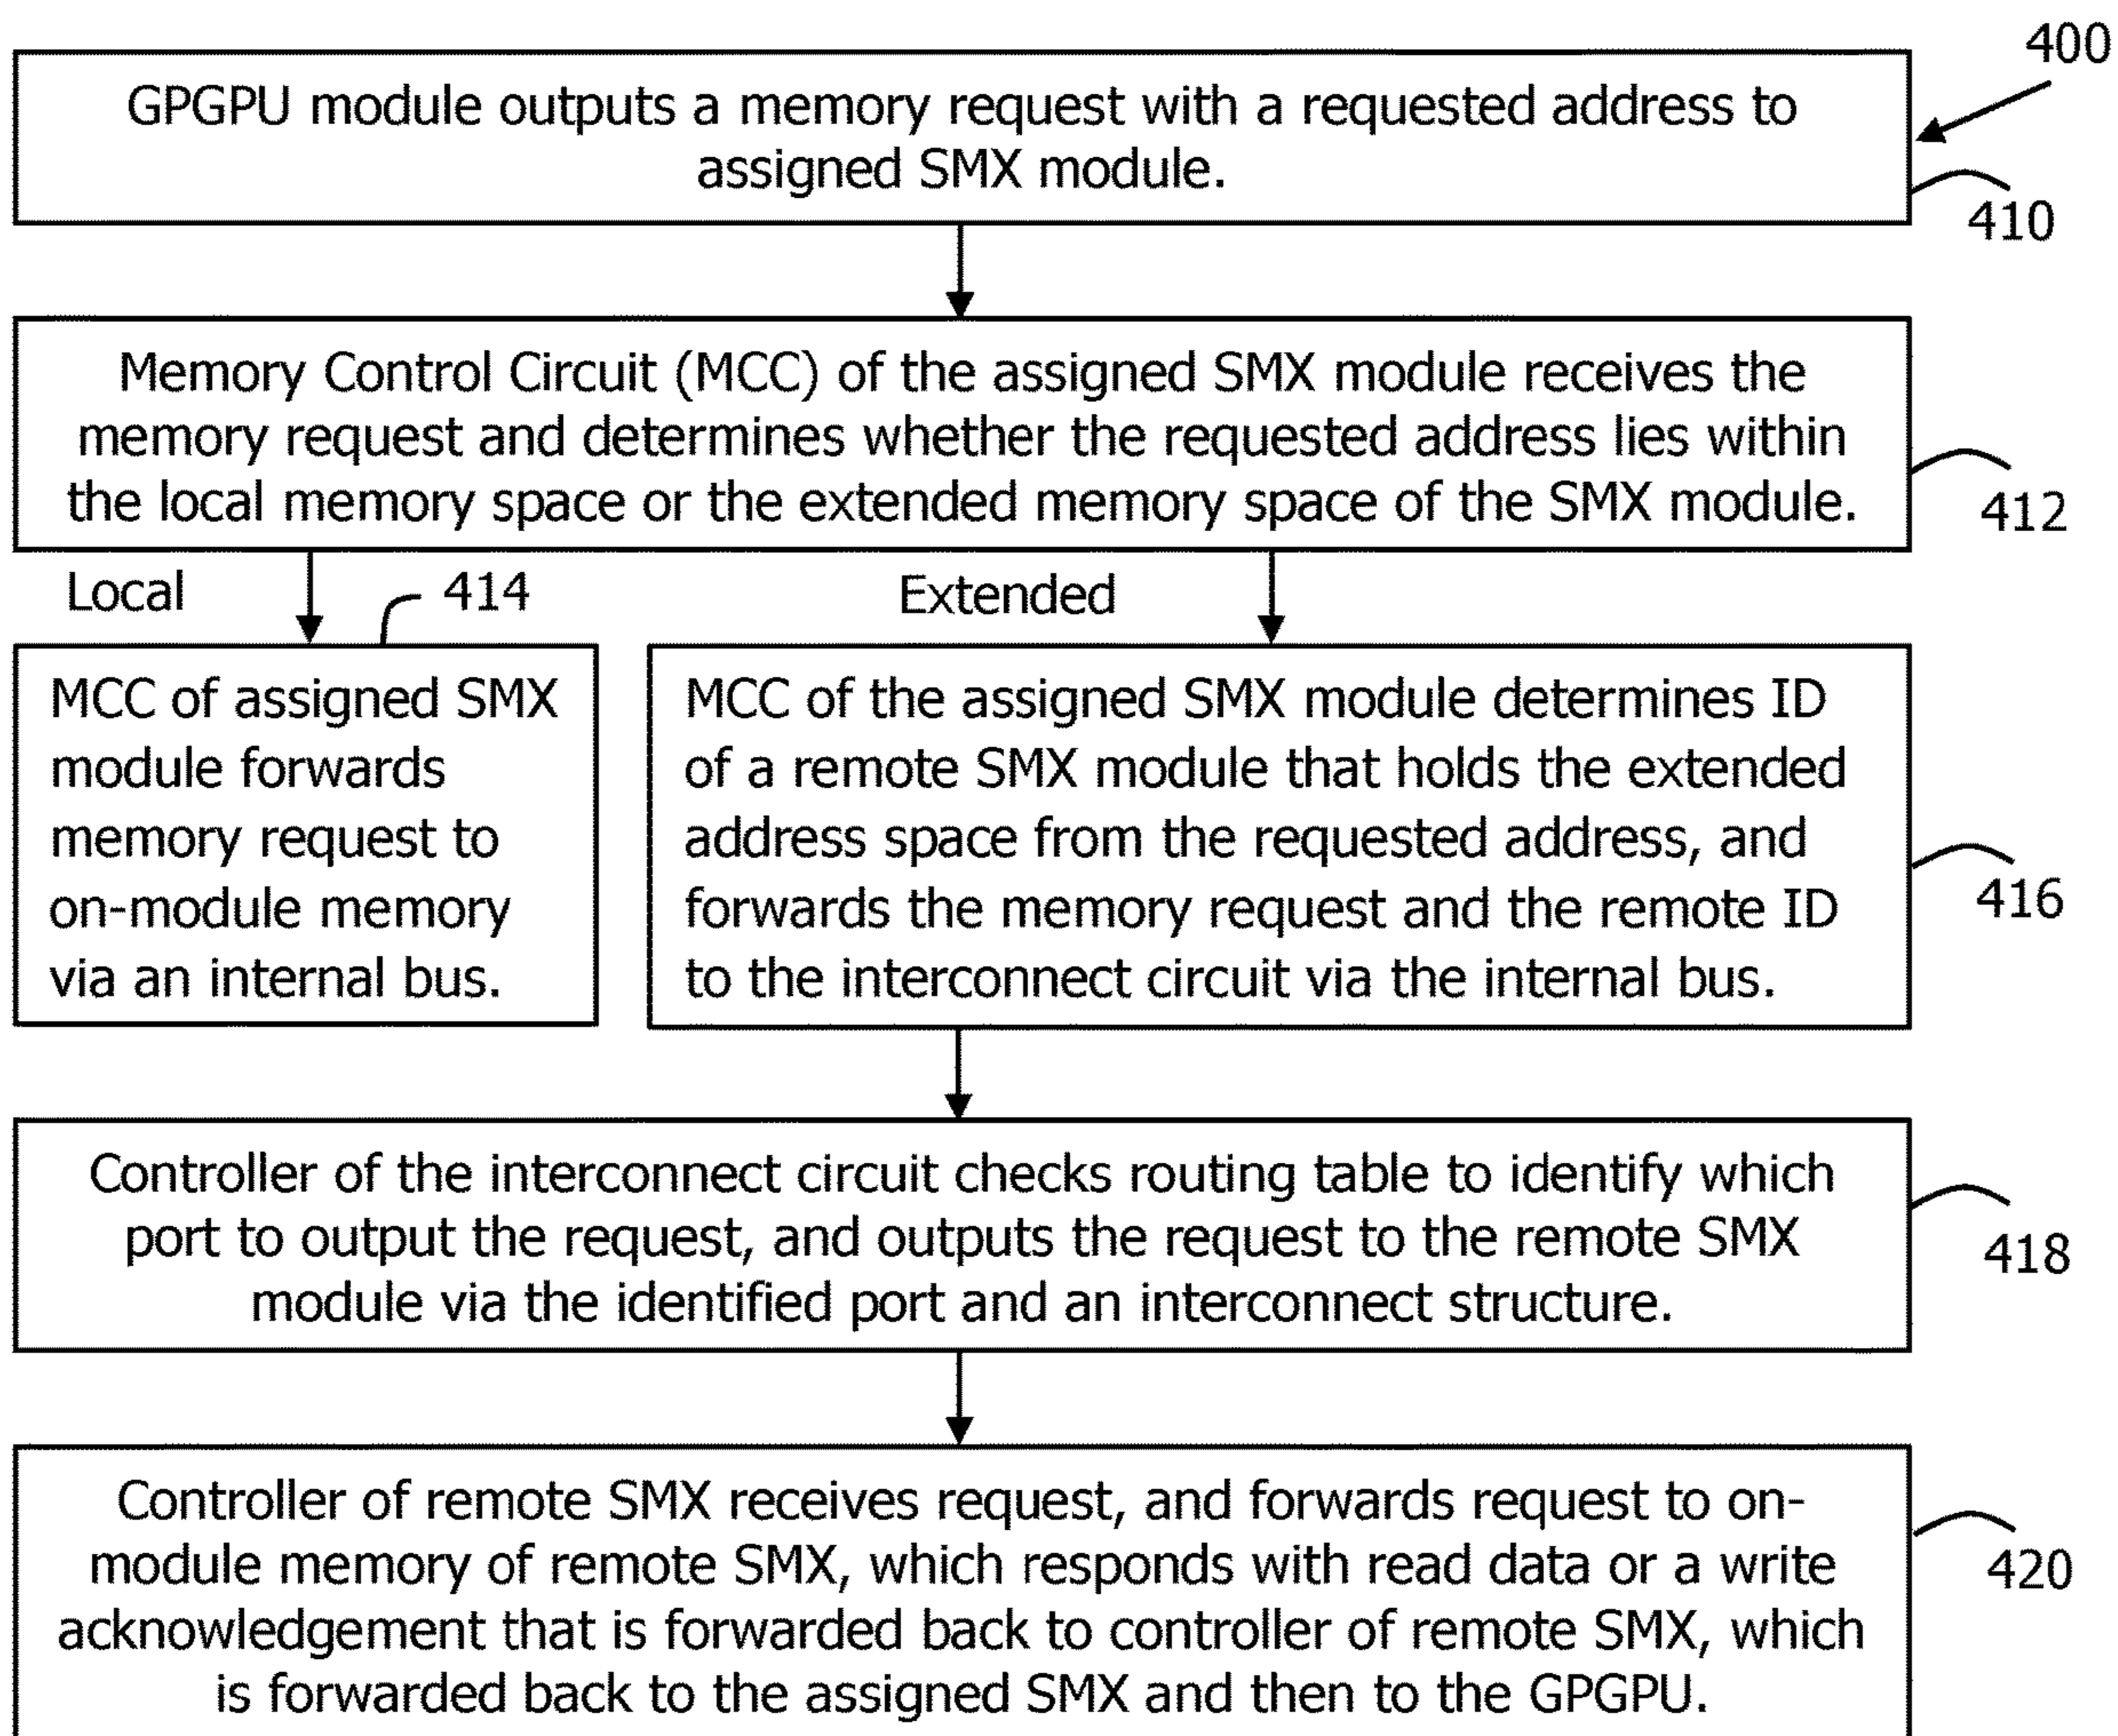 400
GPGPU module outputs a memory request with a requested address to
assigned SMX module.
410
Memory Control Circuit (MCC) of the assigned SMX module receives the
memory request and determines whether the requested address lies within
the local memory space or the extended memory space of the SMX module.
412
Local
414
Extended
MCC of assigned SMX
module forwards
memory request to
on-module memory
via an internal bus.
MCC of the assigned SMX module determines ID
of a remote SMX module that holds the extended
address space from the requested address, and
forwards the memory request and the remote ID
to the interconnect circuit via the internal bus.
416
Controller of the interconnect circuit checks routing table to identify which
port to output the request, and outputs the request to the remote SMX
module via the identified port and an interconnect structure.
418
Controller of remote SMX receives request, and forwards request to on-
module memory of remote SMX, which responds with read data or a write
acknowledgement that is forwarded back to controller of remote SMX, which
is forwarded back to the assigned SMX and then to the GPGPU.
420